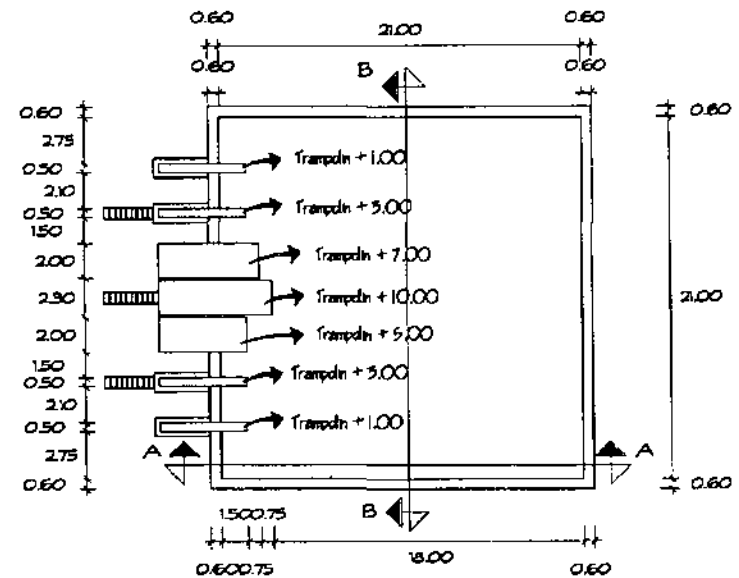 0.60 0.60
21.00
0.60 B 0.60
0.60 0.60
2.75
0.50 Trampolin + 1.00
2.10
0.50 Trampolin + 3.00
1.50
2.00 Trampolin + 7.00
2.90 Trampolin + 10.00 21.00
2.00 Trampolin + 5.00
1.50
0.50 Trampolin + 3.00
2.10
0.50 Trampolin + 1.00
2.75 A A
0.60 0.60
1.50 0.75 B
18.00
0.60 0.75 0.60